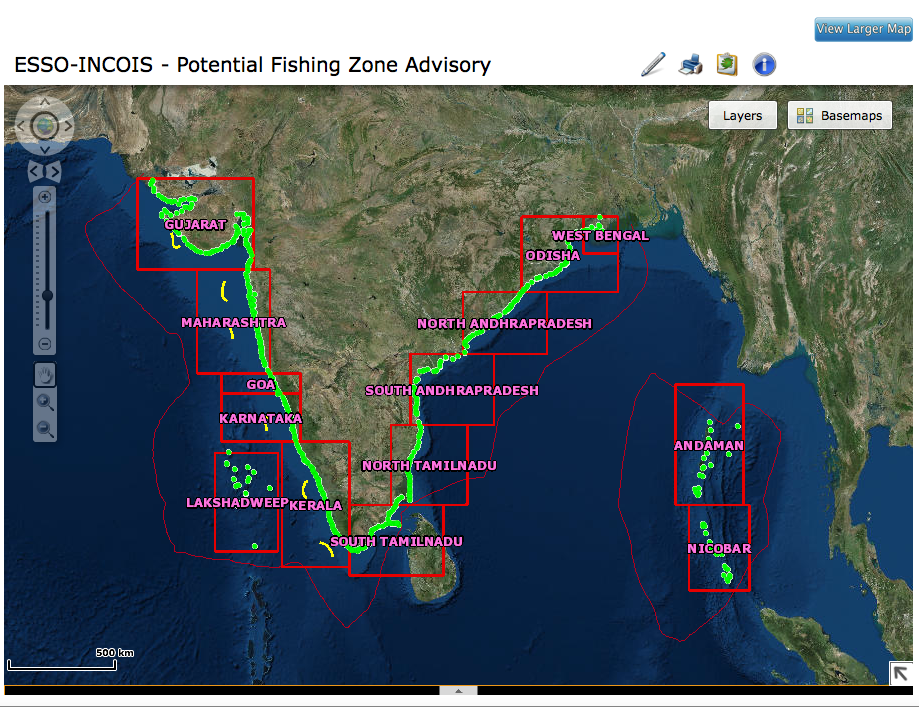 View Larger Map
ESSO-INCOIS - Potential Fishing Zone Advisory
Layers
Basemaps
GUJARAT
WEST BENGAL
ODISHA
MAHARASHTRA
NORTH ANDHRAPRADESH
GOA
SOUTH ANDHRAPRADESH
KARNATAKA
ANDAMAN
NORTH TAMILNADU
LAKSHADWEEP
KERALA
SOUTH TAMILNADU
NICOBAR
500 km